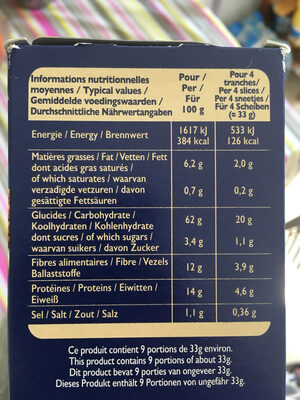 Informations nutritionnelles
moyennes / Typical values /
Gemiddelde voedingswaarden /
Durchschnittliche Nährwertangaben
Pour /
Per /
Für
100 g
Pour 4
tranches/
Per 4 slices/
Per 4 sneetjes/
Für 4 Scheiben
(≈ 33 g)
Energie / Energy / Brennwert
1617 kJ
384 kcal
533 kJ
126 kcal
Matières grasses / Fat / Vetten / Fett
dont acides gras saturés /
of which saturates / waarvan
verzadigde vetzuren / davon
gesättigte Fettsäuren
6,2 g
2,0 g
0,7 g
0,2 g
Glucides / Carbohydrate /
Koolhydraten / Kohlenhydrate
dont sucres / of which sugars /
waarvan suikers / davon Zucker
62 g
20 g
3,4 g
1,1 g
Fibres alimentaires / Fibre / Vezels
Ballaststoffe
12 g
3,9 g
Protéines / Proteins / Eiwitten /
Eiweiß
14 g
4,6 g
Sel / Salt / Zout / Salz
1,1 g
0,36 g
Ce produit contient 9 portions de 33g environ.
This product contains 9 portions of about 33g.
Dit product bevat 9 porties van ongeveer 33g.
Dieses Produkt enthält 9 Portionen von ungefähr 33g.